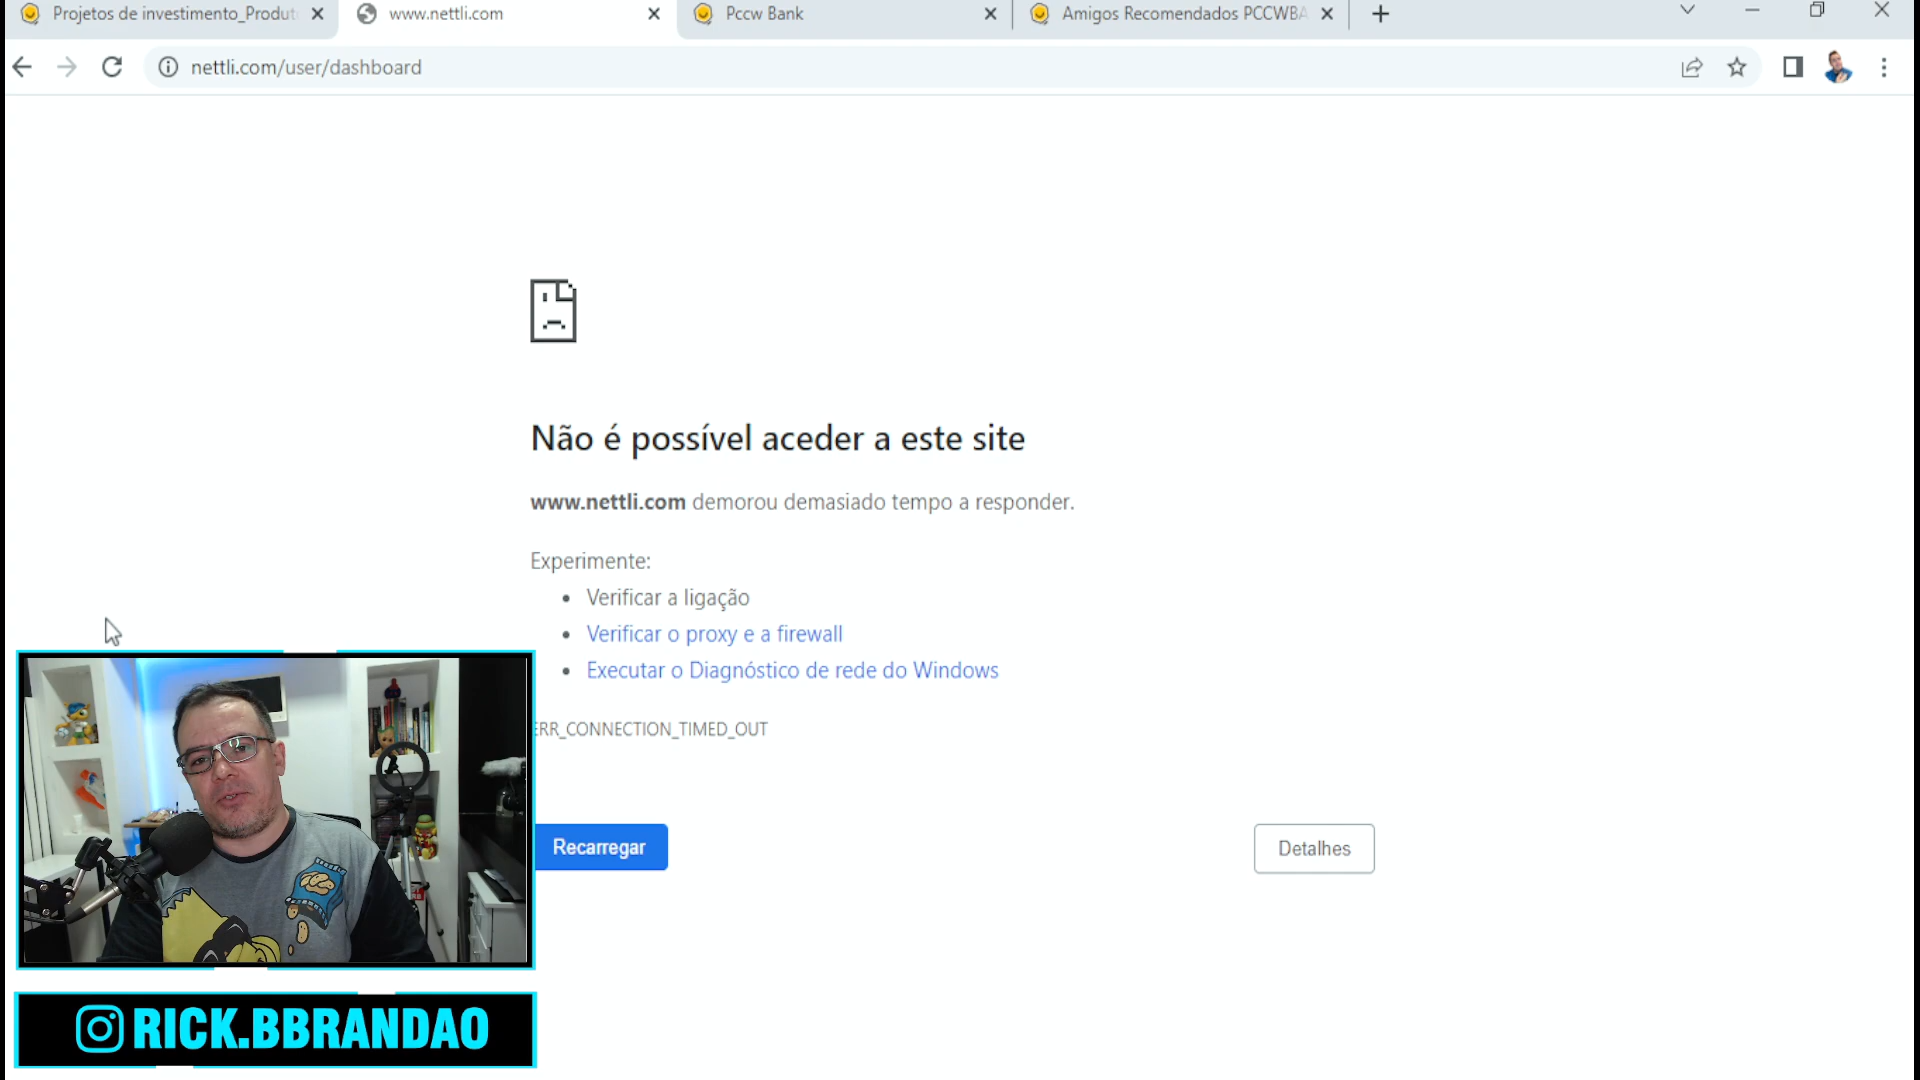 Projetos de investimento_Produt
www.nettli.com
Pccw Bank
Amigos Recomendados PCCWBA
nettli.com/user/dashboard
Não é possível aceder a este site
www.nettli.com demorou demasiado tempo a responder.
Experimente:
Verificar a ligação
Verificar o proxy e a firewall
Executar o Diagnóstico de rede do Windows
ERR_CONNECTION_TIMED_OUT
Recarregar
Detalhes
RICK.BBRANDAO